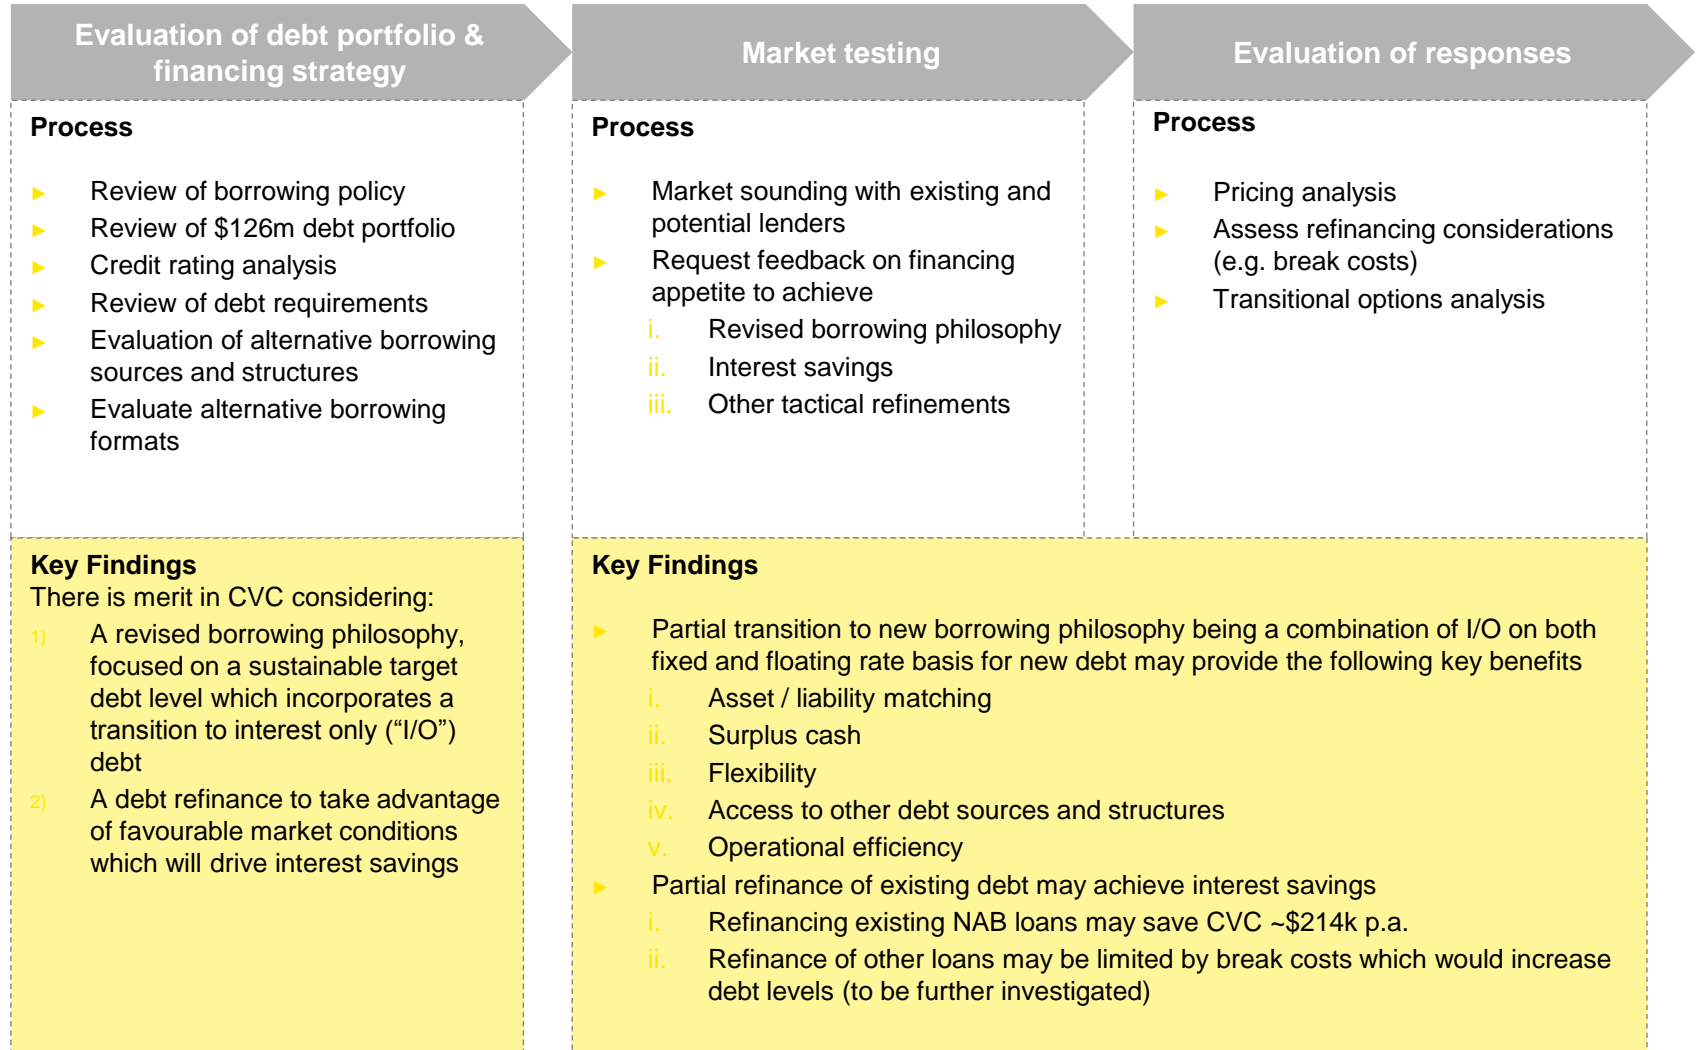 Evaluation of debt portfolio &
financing strategy
Market testing
Evaluation of responses
Process
► Review of borrowing policy
► Review of $126m debt portfolio
► Credit rating analysis
► Review of debt requirements
► Evaluation of alternative borrowing
sources and structures
► Evaluate alternative borrowing
formats
Process
► Market sounding with existing and
potential lenders
► Request feedback on financing
appetite to achieve
i. Revised borrowing philosophy
ii. Interest savings
iii. Other tactical refinements
Process
► Pricing analysis
► Assess refinancing considerations
(e.g. break costs)
► Transitional options analysis
Key Findings
There is merit in CVC considering:
1) A revised borrowing philosophy,
focused on a sustainable target
debt level which incorporates a
transition to interest only (“I/O”)
debt
2) A debt refinance to take advantage
of favourable market conditions
which will drive interest savings
Key Findings
► Partial transition to new borrowing philosophy being a combination of I/O on both
fixed and floating rate basis for new debt may provide the following key benefits
i. Asset / liability matching
ii. Surplus cash
iii. Flexibility
iv. Access to other debt sources and structures
v. Operational efficiency
► Partial refinance of existing debt may achieve interest savings
i. Refinancing existing NAB loans may save CVC ~$214k p.a.
ii. Refinance of other loans may be limited by break costs which would increase
debt levels (to be further investigated)